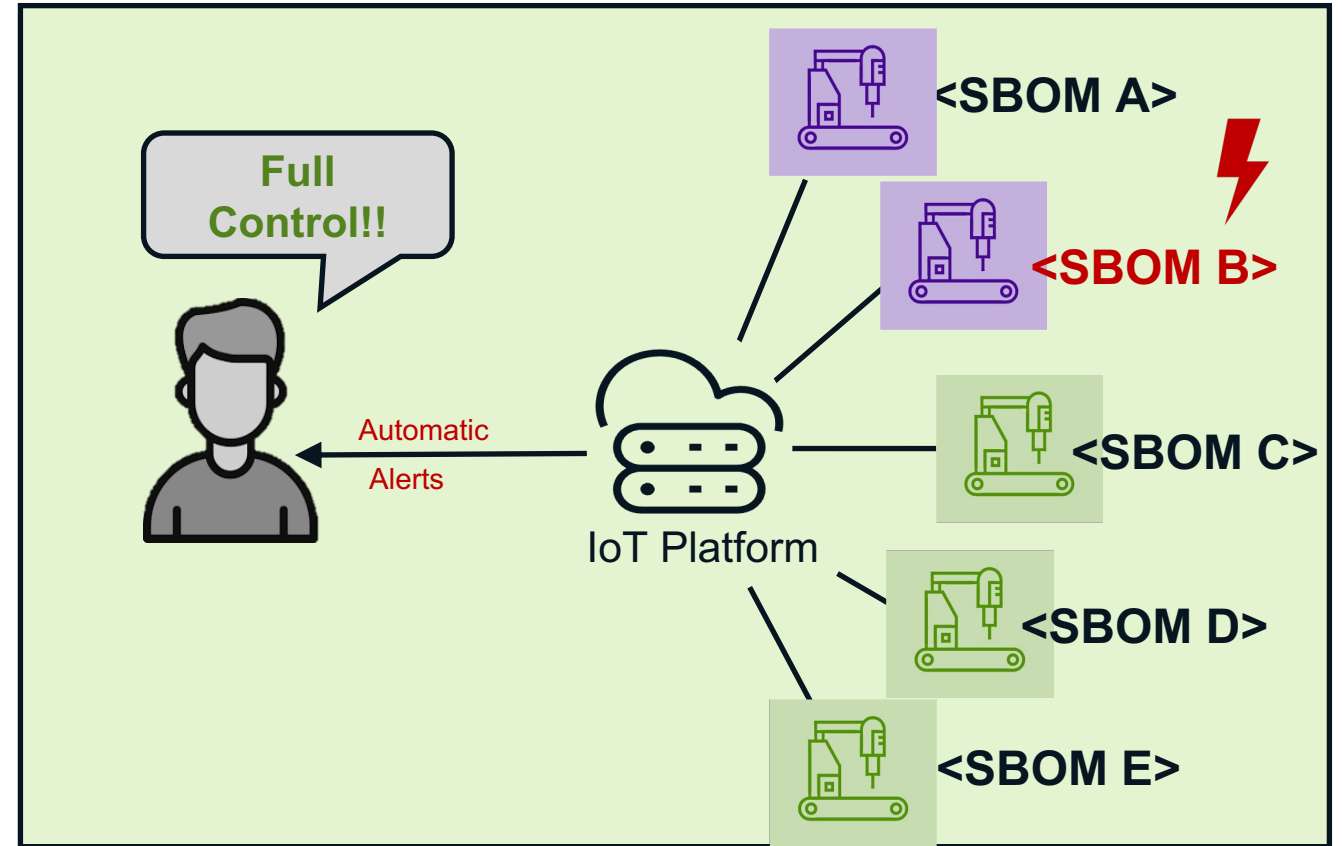 <SBOM A>
Full
Control!!
<SBOM B>
Automatic
Alerts
<SBOM C>
IoT Platform
<SBOM D>
<SBOM E>